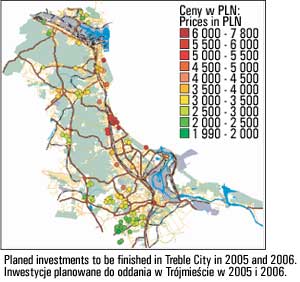 Ceny w PLN:
Prices in PLN
6 000 - 7 800
5 500 - 6 000
5 000 - 5 500
4 500 - 5 000
4 000 - 4 500
3 500 - 4 000
3 000 - 3 500
2 500 - 3 000
2 000 - 2 500
1 990 - 2 000
Planed investments to be finished in Treble City in 2005 and 2006.
Inwestycje planowane do oddania w Trójmieście w 2005 i 2006.